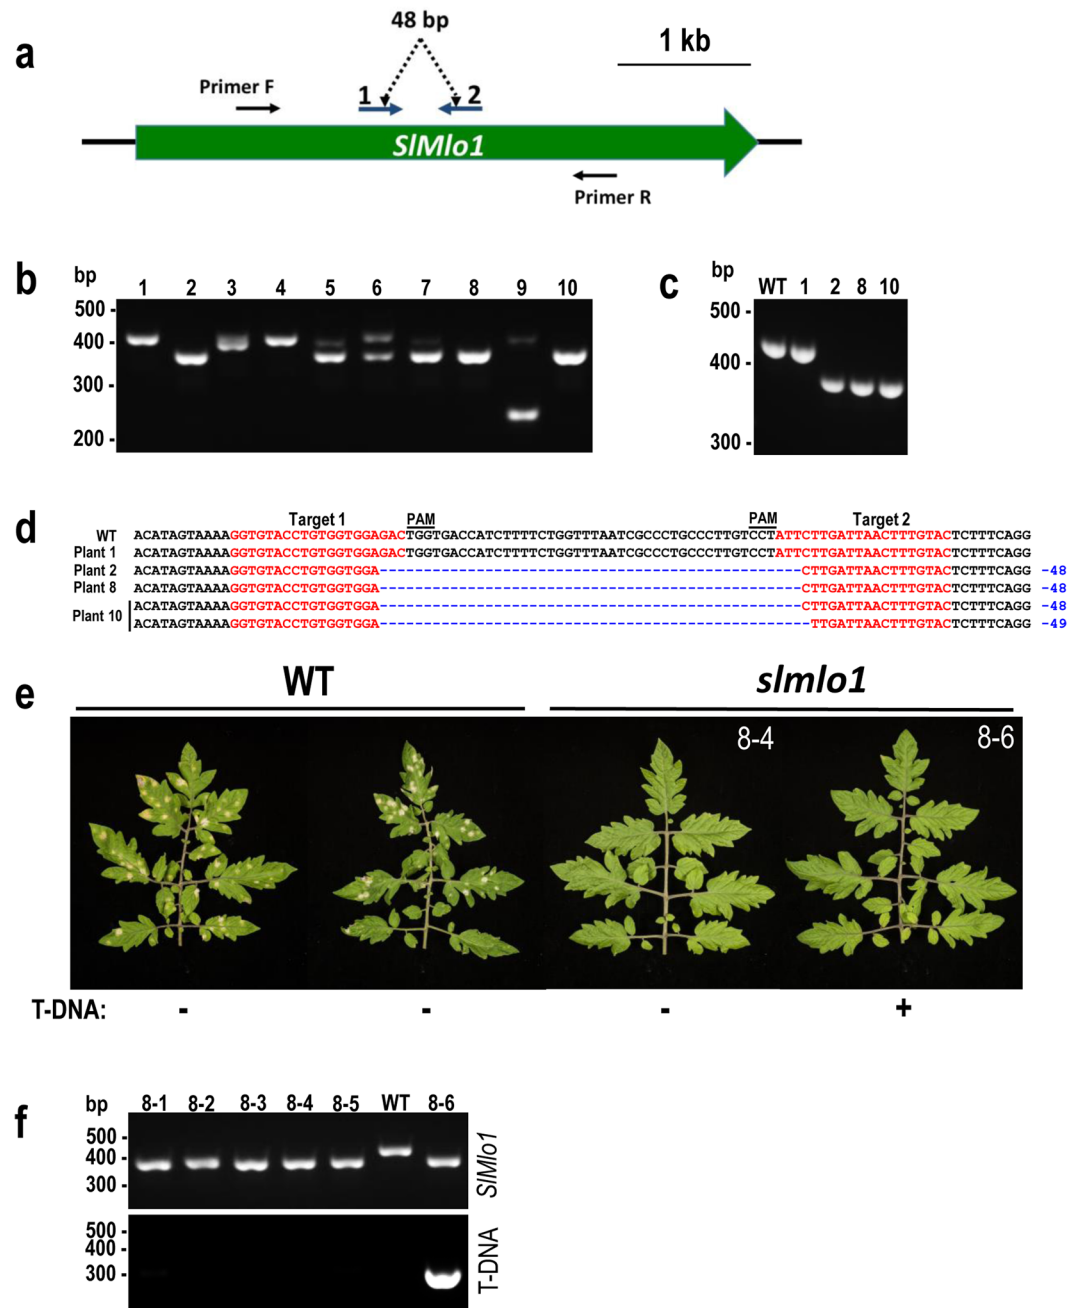 a
48 bp
1 kb
Primer F
1
2
SlMlo1
Primer R
b
bp
1 2 3 4 5 6 7 8 9 10
500 -
400 -
300 -
200 -
c
bp
WT 1 2 8 10
500 -
400 -
300 -
d
Target 1 PAM PAM Target 2
WT ACATAGTAAAAGGTGTACCTGTGGTGGAGACTGGTGACCATCTTTTCTGGTTTAATCGCCCTGCCCTTGTCCTATTCTTGATTAACTTTGTACTCTTTCAGG
Plant 1 ACATAGTAAAAGGTGTACCTGTGGTGGAGACTGGTGACCATCTTTTCTGGTTTAATCGCCCTGCCCTTGTCCTATTCTTGATTAACTTTGTACTCTTTCAGG
Plant 2 ACATAGTAAAAGGTGTACCTGTGGTGGA------------------------------------------------CTTGATTAACTTTGTACTCTTTCAGG -48
Plant 8 ACATAGTAAAAGGTGTACCTGTGGTGGA------------------------------------------------CTTGATTAACTTTGTACTCTTTCAGG -48
Plant 10 ACATAGTAAAAGGTGTACCTGTGGTGGA------------------------------------------------CTTGATTAACTTTGTACTCTTTCAGG -48
ACATAGTAAAAGGTGTACCTGTGGTGGA-------------------------------------------------TTGATTAACTTTGTACTCTTTCAGG -49
e
WT slmlo1
8-4 8-6
T-DNA: - - - +
f
bp 8-1 8-2 8-3 8-4 8-5 WT 8-6
500 -
400 -
300 -
SlMlo1
500 -
400 -
300 -
T-DNA